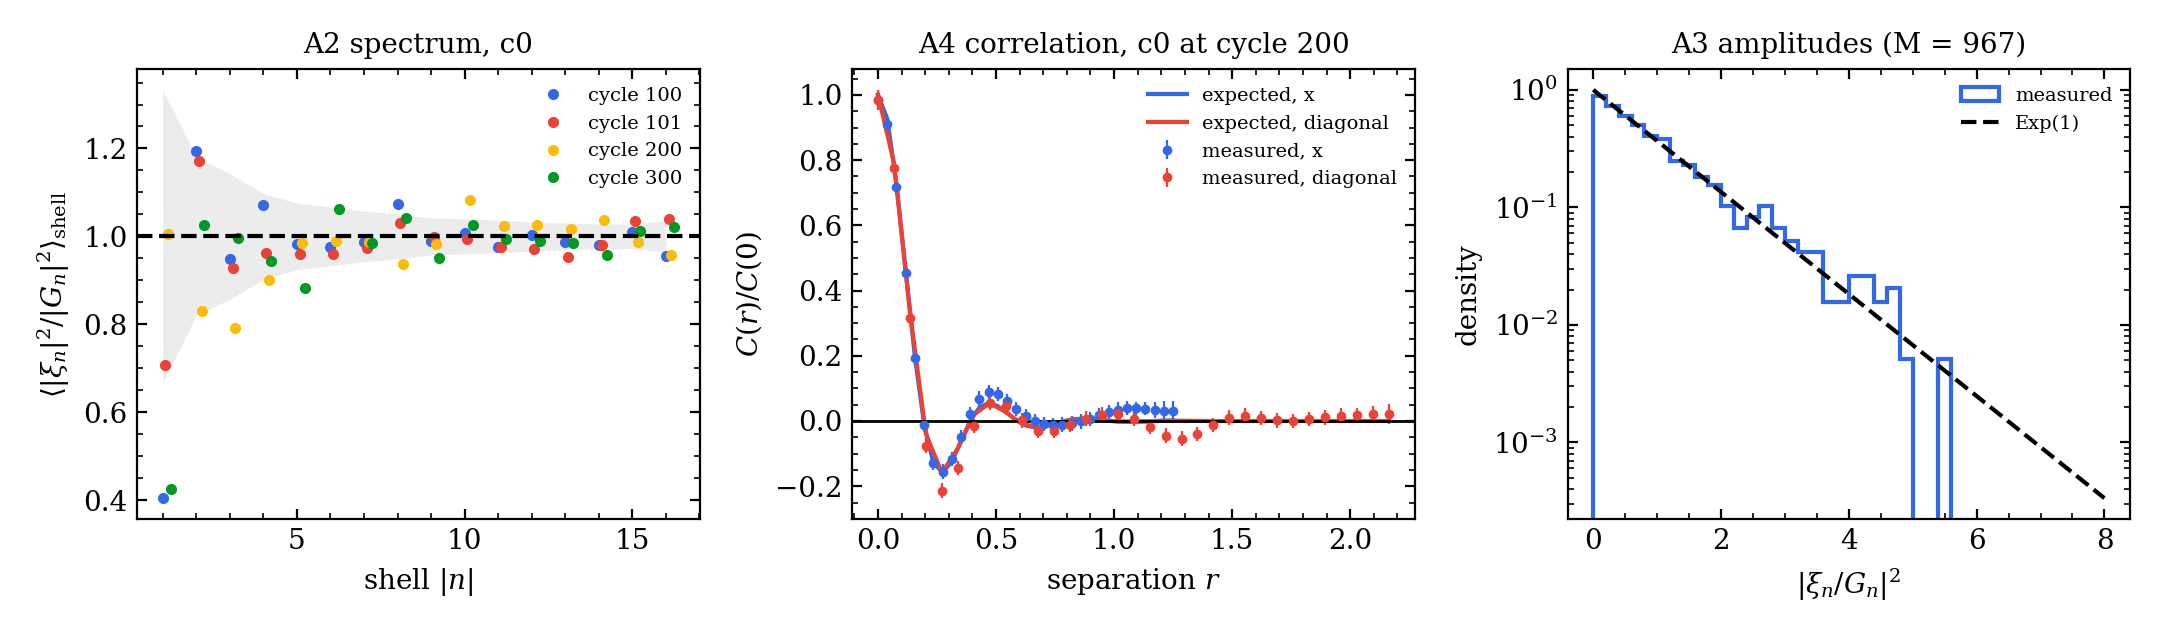 A2 spectrum, c0
⟨|ξn|²/|Gn|²⟩shell
1.2
1.0
0.8
0.6
0.4
5
10
15
shell |n|
cycle 100
cycle 101
cycle 200
cycle 300
A4 correlation, c0 at cycle 200
C(r)/C(0)
1.0
0.8
0.6
0.4
0.2
0.0
−0.2
0.0
0.5
1.0
1.5
2.0
separation r
expected, x
expected, diagonal
measured, x
measured, diagonal
A3 amplitudes (M = 967)
density
10⁰
10⁻¹
10⁻²
10⁻³
0
2
4
6
8
|ξn/Gn|²
measured
Exp(1)